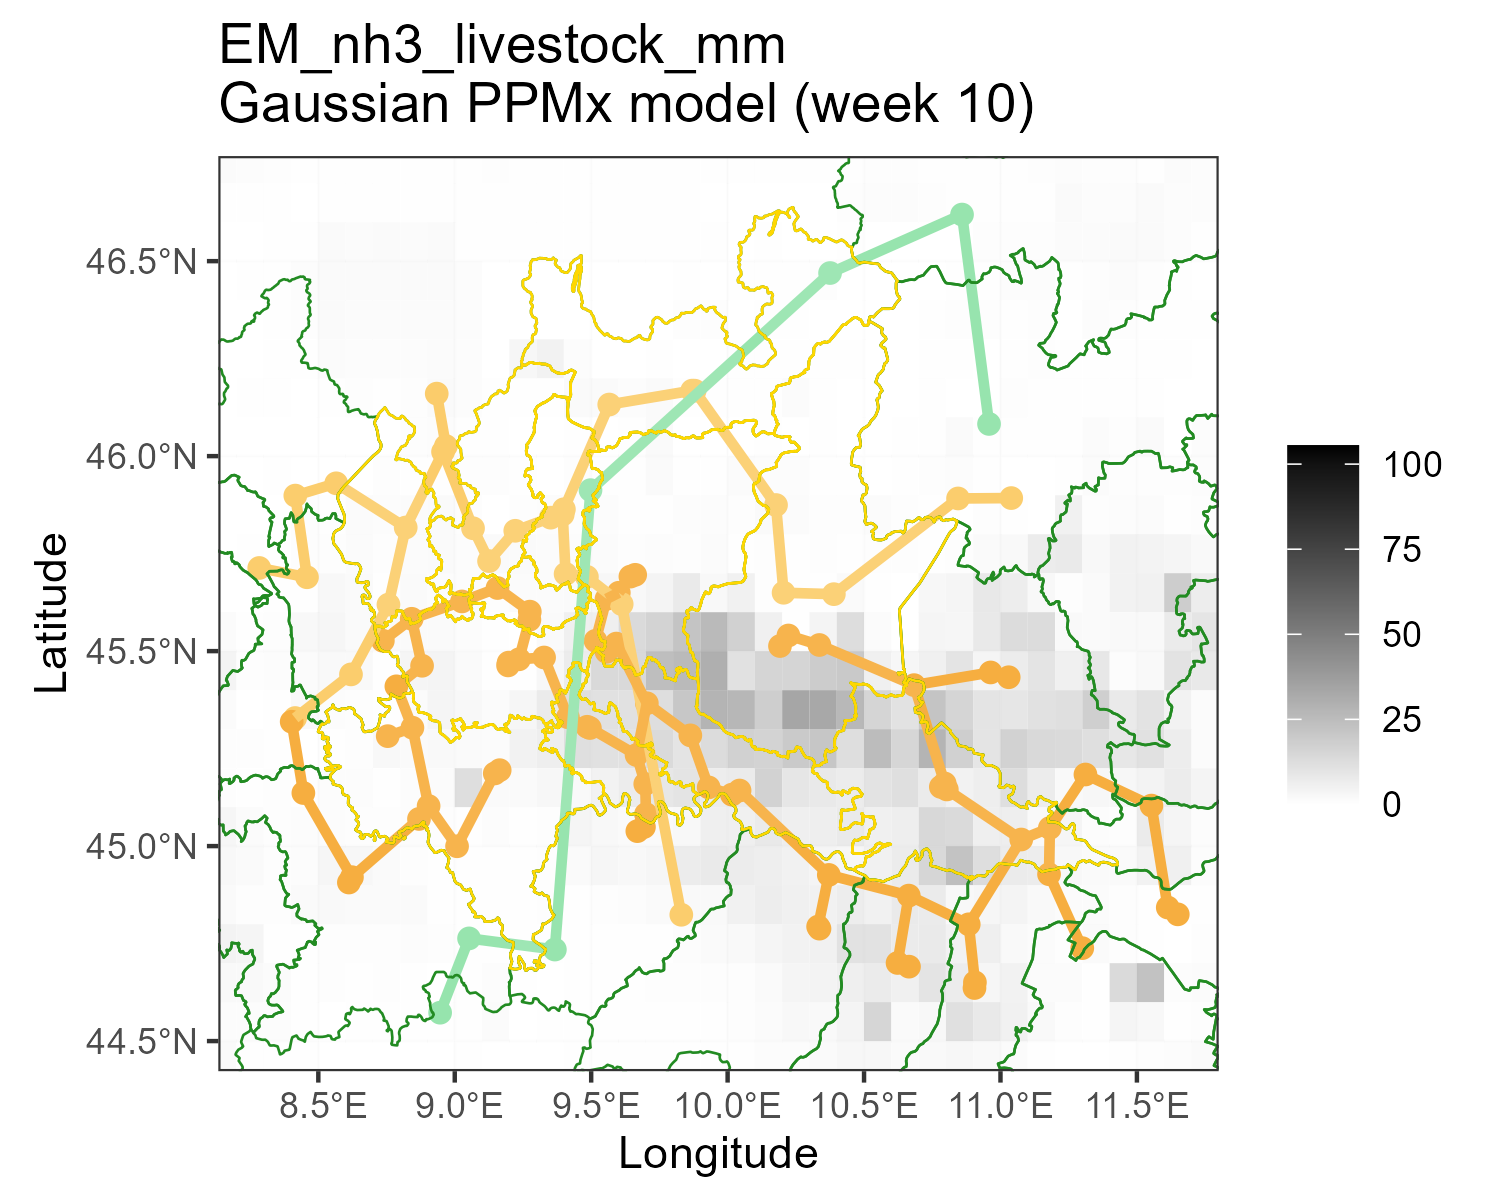 EM_nh3_livestock_mm
Gaussian PPMx model (week 10)
46.5°N
46.0°N
45.5°N
45.0°N
44.5°N
Latitude
8.5°E
9.0°E
9.5°E
10.0°E
10.5°E
11.0°E
11.5°E
Longitude
100
75
50
25
0